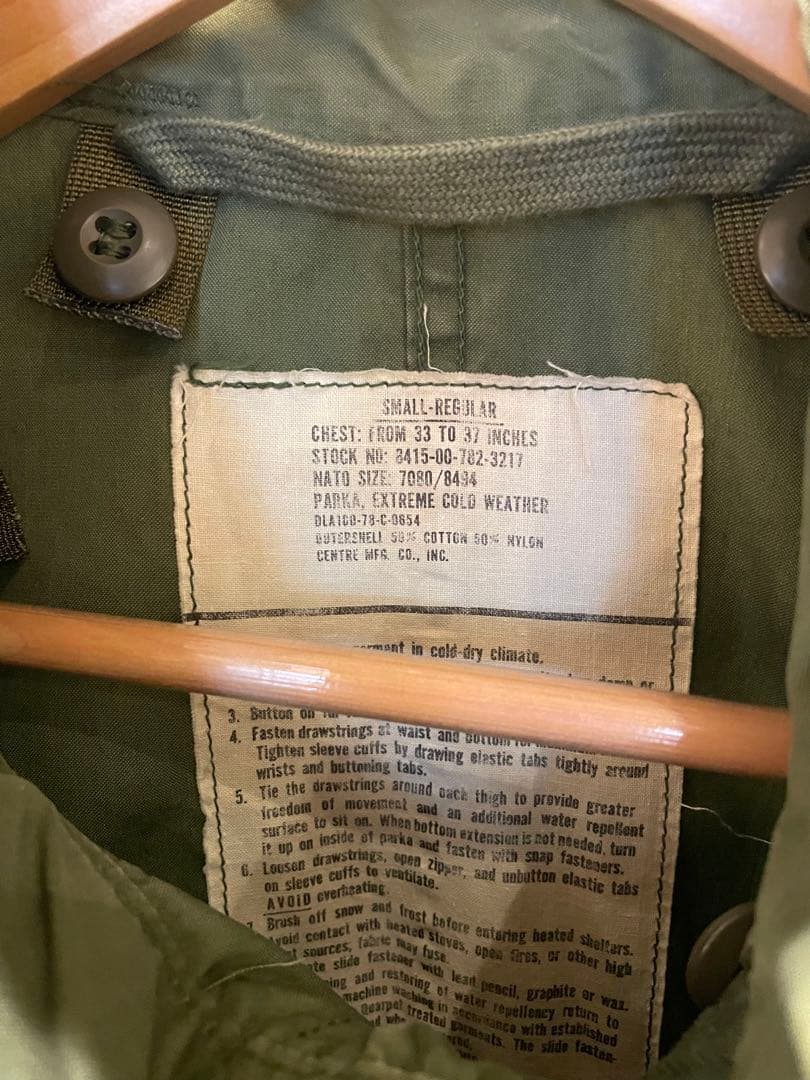 SMALL-REGULAR
CHEST: FROM 33 TO 37 INCHES
STOCK NO: 8415-00-782-3217
NATO SIZE: 7080/8494
PARKA, EXTREME COLD WEATHER
DLA100-78-C-0654
OUTERSHELL 50% COTTON 50% NYLON
CENTRE MFG. CO., INC.
in cold-dry climate.
damp or
3. Button on
4. Fasten drawstrings at waist and bottom for
Tighten sleeve cuffs by drawing elastic tabs tightly around
wrists and buttoning tabs.
5. Tie the drawstrings around each thigh to provide greater
freedom of movement and an additional water repellent
surface to sit on. When bottom extension is not needed, turn
it up on inside of parka and fasten with snap fasteners.
6. Loosen drawstrings, open zipper, and unbutton elastic tabs
on sleeve cuffs to ventilate.
AVOID overheating.
Brush off snow and frost before entering heated shelters.
void contact with heated stoves, open fires, or other high
sources, fabric may fuse.
slide fastener with lead pencil, graphite or wax.
ing and restoring of water repellency return to
machine washing in accordance with established
Quarpel treated garments. The slide fasten-